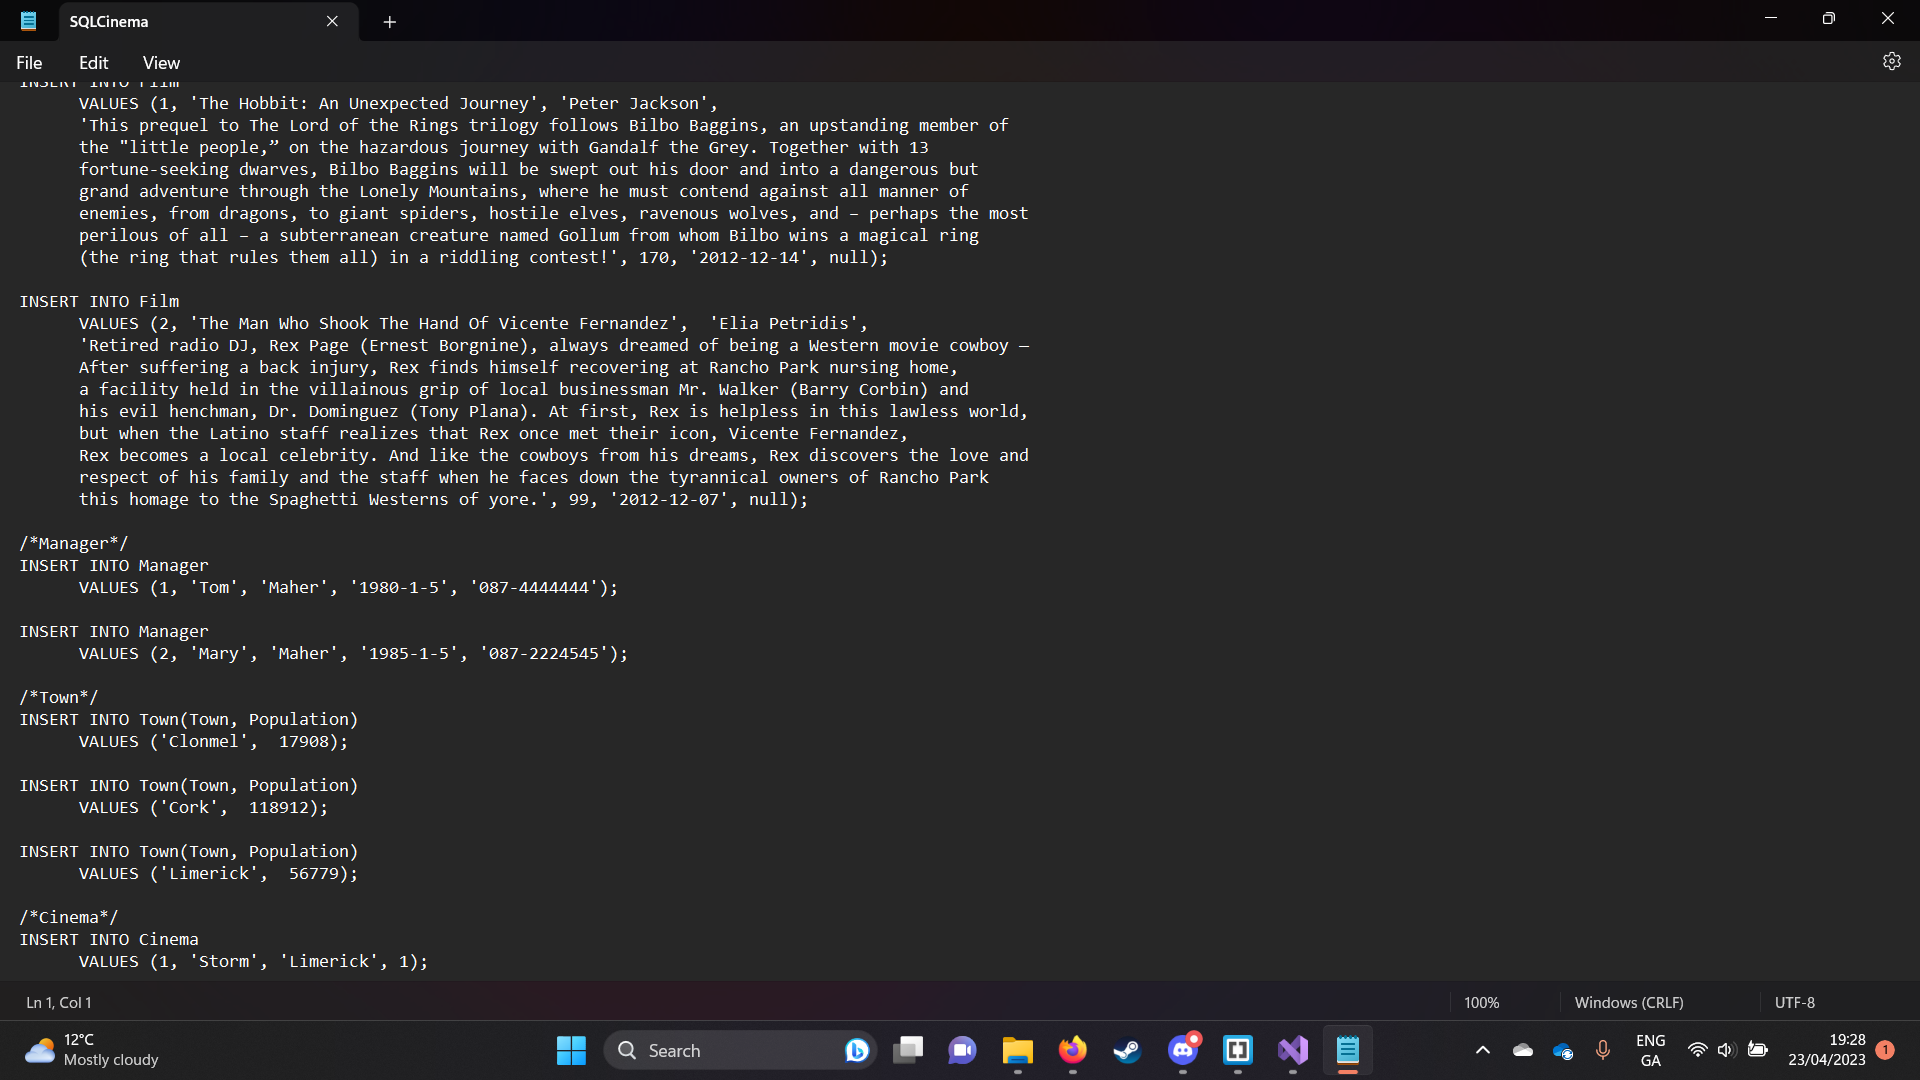 SQLCinema
File Edit View
INSERT INTO Film
VALUES (1, 'The Hobbit: An Unexpected Journey', 'Peter Jackson',
'This prequel to The Lord of the Rings trilogy follows Bilbo Baggins, an upstanding member of
the "little people,” on the hazardous journey with Gandalf the Grey. Together with 13
fortune-seeking dwarves, Bilbo Baggins will be swept out his door and into a dangerous but
grand adventure through the Lonely Mountains, where he must contend against all manner of
enemies, from dragons, to giant spiders, hostile elves, ravenous wolves, and – perhaps the most
perilous of all – a subterranean creature named Gollum from whom Bilbo wins a magical ring
(the ring that rules them all) in a riddling contest!', 170, '2012-12-14', null);
INSERT INTO Film
VALUES (2, 'The Man Who Shook The Hand Of Vicente Fernandez',  'Elia Petridis',
'Retired radio DJ, Rex Page (Ernest Borgnine), always dreamed of being a Western movie cowboy —
After suffering a back injury, Rex finds himself recovering at Rancho Park nursing home,
a facility held in the villainous grip of local businessman Mr. Walker (Barry Corbin) and
his evil henchman, Dr. Dominguez (Tony Plana). At first, Rex is helpless in this lawless world,
but when the Latino staff realizes that Rex once met their icon, Vicente Fernandez,
Rex becomes a local celebrity. And like the cowboys from his dreams, Rex discovers the love and
respect of his family and the staff when he faces down the tyrannical owners of Rancho Park
this homage to the Spaghetti Westerns of yore.', 99, '2012-12-07', null);
/*Manager*/
INSERT INTO Manager
VALUES (1, 'Tom', 'Maher', '1980-1-5', '087-4444444');
INSERT INTO Manager
VALUES (2, 'Mary', 'Maher', '1985-1-5', '087-2224545');
/*Town*/
INSERT INTO Town(Town, Population)
VALUES ('Clonmel',  17908);
INSERT INTO Town(Town, Population)
VALUES ('Cork',  118912);
INSERT INTO Town(Town, Population)
VALUES ('Limerick',  56779);
/*Cinema*/
INSERT INTO Cinema
VALUES (1, 'Storm', 'Limerick', 1);
Ln 1, Col 1 100% Windows (CRLF) UTF-8
12°C
Mostly cloudy
Search
ENG
GA
19:28
23/04/2023
1